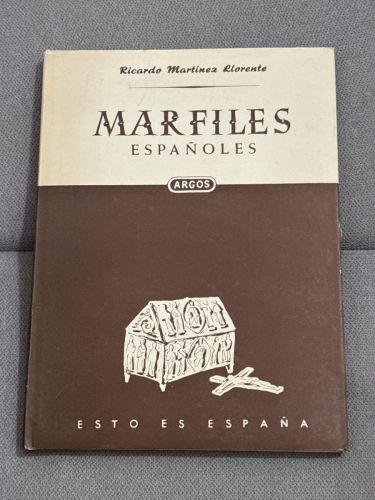 Ricardo Martínez Llorente
MARFILES
ESPAÑOLES
ARGOS
ESTO ES ESPAÑA